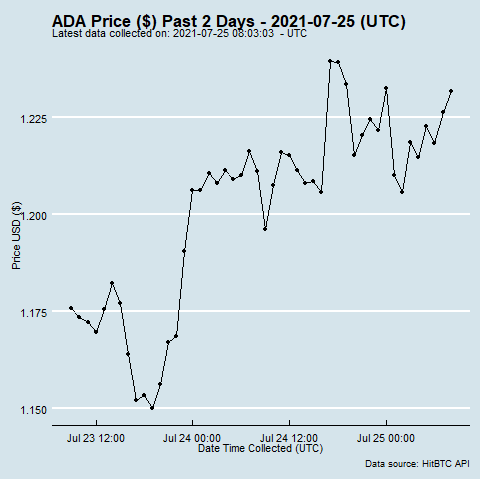 ADA Price ($) Past 2 Days - 2021-07-25 (UTC)
Latest data collected on: 2021-07-25 08:03:03  - UTC
1.225
1.200
1.175
1.150
Price USD ($)
Jul 23 12:00
Jul 24 00:00
Jul 24 12:00
Jul 25 00:00
Date Time Collected (UTC)
Data source: HitBTC API